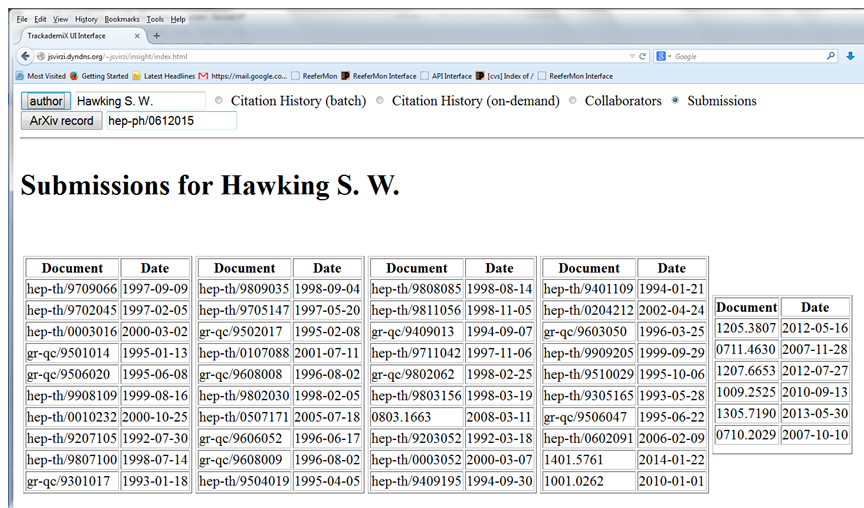 File Edit View History Bookmarks Tools Help
TrackademiX UI Interface
jsvirzi.dyndns.org/~jsvirzi/insight/index.html Google
Most Visited Getting Started Latest Headlines https://mail.google.co... ReeferMon ReeferMon Interface API Interface [cvs] Index of / ReeferMon Interface
author Hawking S. W. Citation History (batch) Citation History (on-demand) Collaborators Submissions
ArXiv record hep-ph/0612015
Submissions for Hawking S. W.
Document Date Document Date Document Date Document Date
hep-th/9709066 1997-09-09 hep-th/9809035 1998-09-04 hep-th/9808085 1998-08-14 hep-th/9401109 1994-01-21
hep-th/9702045 1997-02-05 hep-th/9705147 1997-05-20 hep-th/9811056 1998-11-05 hep-th/0204212 2002-04-24
hep-th/0003016 2000-03-02 gr-qc/9502017 1995-02-08 gr-qc/9409013 1994-09-07 gr-qc/9603050 1996-03-25
gr-qc/9501014 1995-01-13 hep-th/0107088 2001-07-11 hep-th/9711042 1997-11-06 hep-th/9909205 1999-09-29
gr-qc/9506020 1995-06-08 gr-qc/9608008 1996-08-02 gr-qc/9802062 1998-02-25 hep-th/9510029 1995-10-06
hep-th/9908109 1999-08-16 hep-th/9802030 1998-02-05 hep-th/9803156 1998-03-19 hep-th/9305165 1993-05-28
hep-th/0010232 2000-10-25 hep-th/0507171 2005-07-18 0803.1663 2008-03-11 gr-qc/9506047 1995-06-22
hep-th/9207105 1992-07-30 gr-qc/9606052 1996-06-17 hep-th/9203052 1992-03-18 hep-th/0602091 2006-02-09
hep-th/9807100 1998-07-14 gr-qc/9608009 1996-08-02 hep-th/0003052 2000-03-07 1401.5761 2014-01-22
gr-qc/9301017 1993-01-18 hep-th/9504019 1995-04-05 hep-th/9409195 1994-09-30 1001.0262 2010-01-01
Document Date
1205.3807 2012-05-16
0711.4630 2007-11-28
1207.6653 2012-07-27
1009.2525 2010-09-13
1305.7190 2013-05-30
0710.2029 2007-10-10